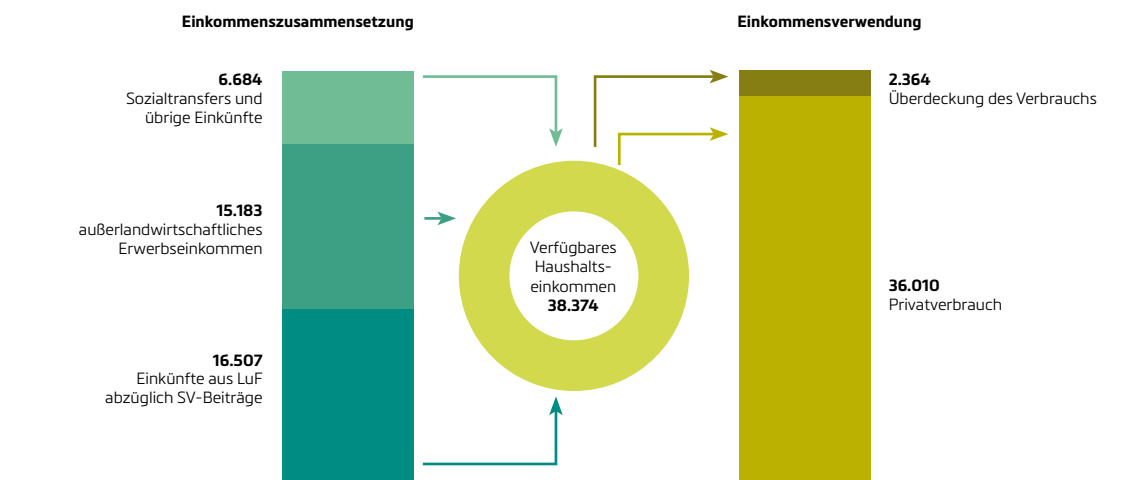 Einkommenszusammensetzung
6.684
Sozialtransfers und
übrige Einkünfte
15.183
außerlandwirtschaftliches
Erwerbseinkommen
16.507
Einkünfte aus LuF
abzüglich SV-Beiträge
Verfügbares
Haushalts-
einkommen
38.374
Einkommensverwendung
2.364
Überdeckung des Verbrauchs
36.010
Privatverbrauch